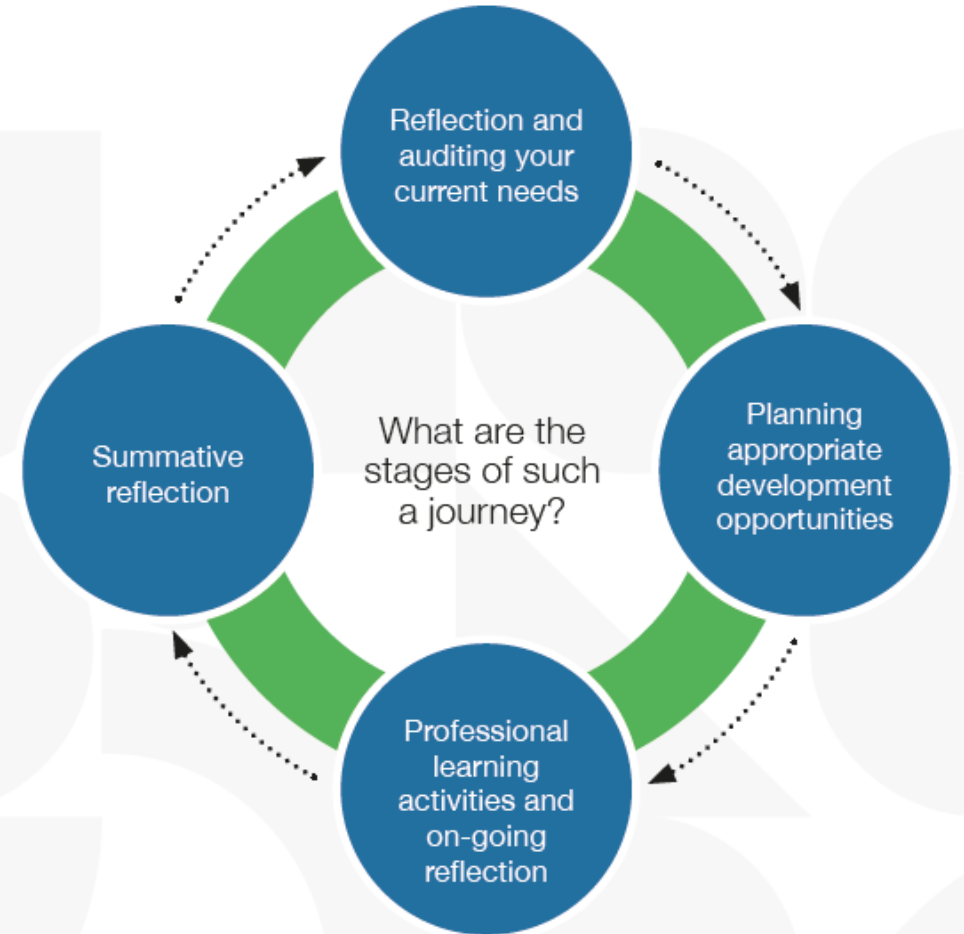 Reflection and
auditing your
current needs
Planning
appropriate
development
opportunities
Professional
learning
activities and
on-going
reflection
Summative
reflection
What are the
stages of such
a journey?